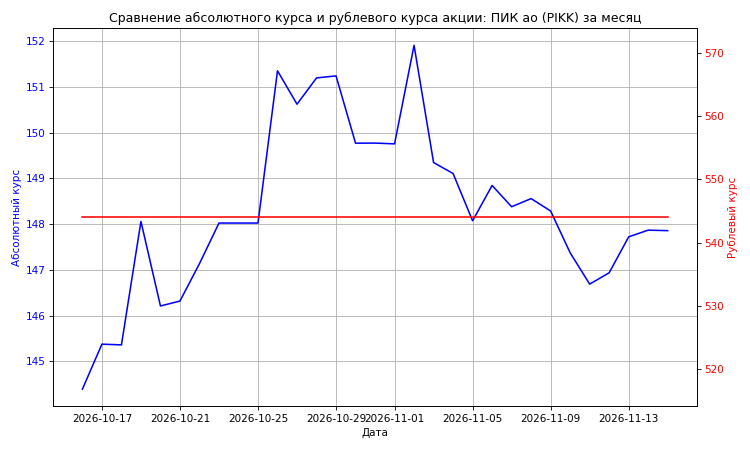 Сравнение абсолютного курса и рублевого курса акции: ПИК ао (PIKK) за месяц
152
151
150
149
148
147
146
145
Абсолютный курс
570
560
550
540
530
520
Рублевый курс
2026-10-17 2026-10-21 2026-10-25 2026-10-29 2026-11-01 2026-11-05 2026-11-09 2026-11-13
Дата